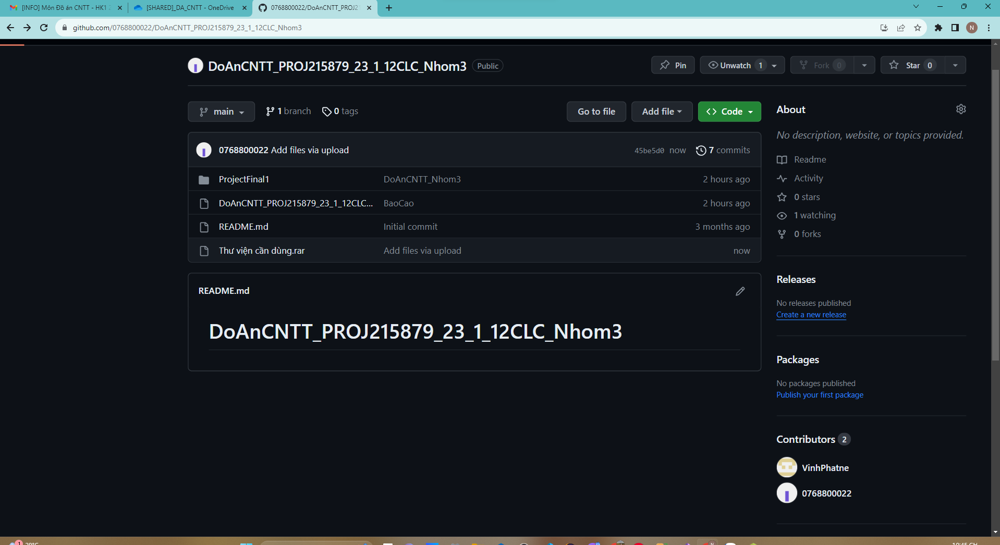 [INFO] Môn Đồ án CNTT - HK1 2
[SHARED]_DA_CNTT - OneDrive
0768800022/DoAnCNTT_PROJ21
github.com/0768800022/DoAnCNTT_PROJ215879_23_1_12CLC_Nhom3
N
DoAnCNTT_PROJ215879_23_1_12CLC_Nhom3 Public
Pin
Unwatch 1
Fork 0
Star 0
main
1 branch
0 tags
Go to file
Add file
Code
0768800022 Add files via upload
45be5d0 now
7 commits
ProjectFinal1 DoAnCNTT_Nhom3 2 hours ago
DoAnCNTT_PROJ215879_23_1_12CLC... BaoCao 2 hours ago
README.md Initial commit 3 months ago
Thư viện cần dùng.rar Add files via upload now
README.md
DoAnCNTT_PROJ215879_23_1_12CLC_Nhom3
About
No description, website, or topics provided.
Readme
Activity
0 stars
1 watching
0 forks
Releases
No releases published
Create a new release
Packages
No packages published
Publish your first package
Contributors 2
VinhPhatne
0768800022
1